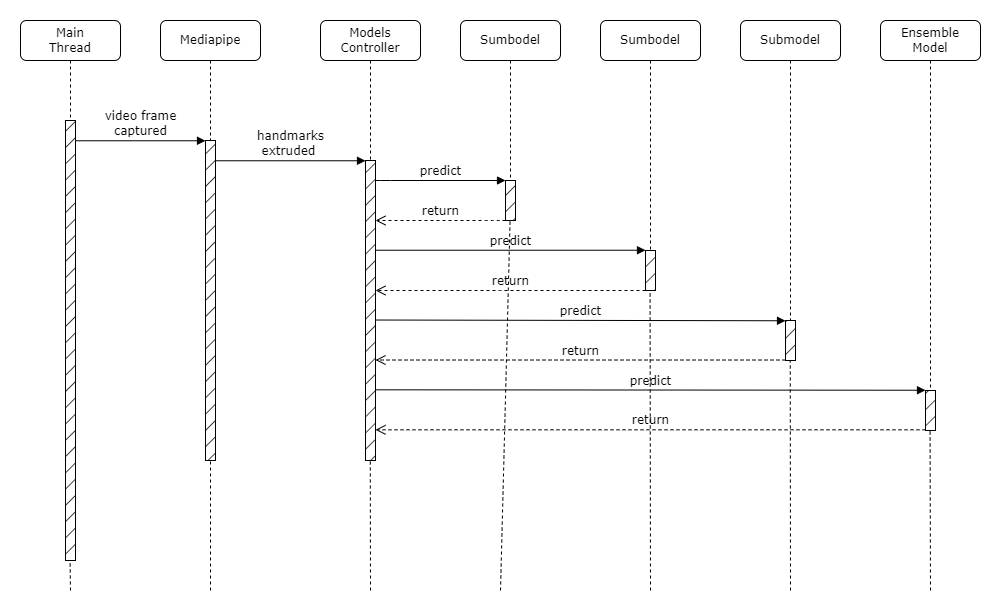 Main
Thread
Mediapipe
Models
Controller
Sumbodel
Sumbodel
Submodel
Ensemble
Model
video frame
captured
handmarks
extruded
predict
return
predict
return
predict
return
predict
return